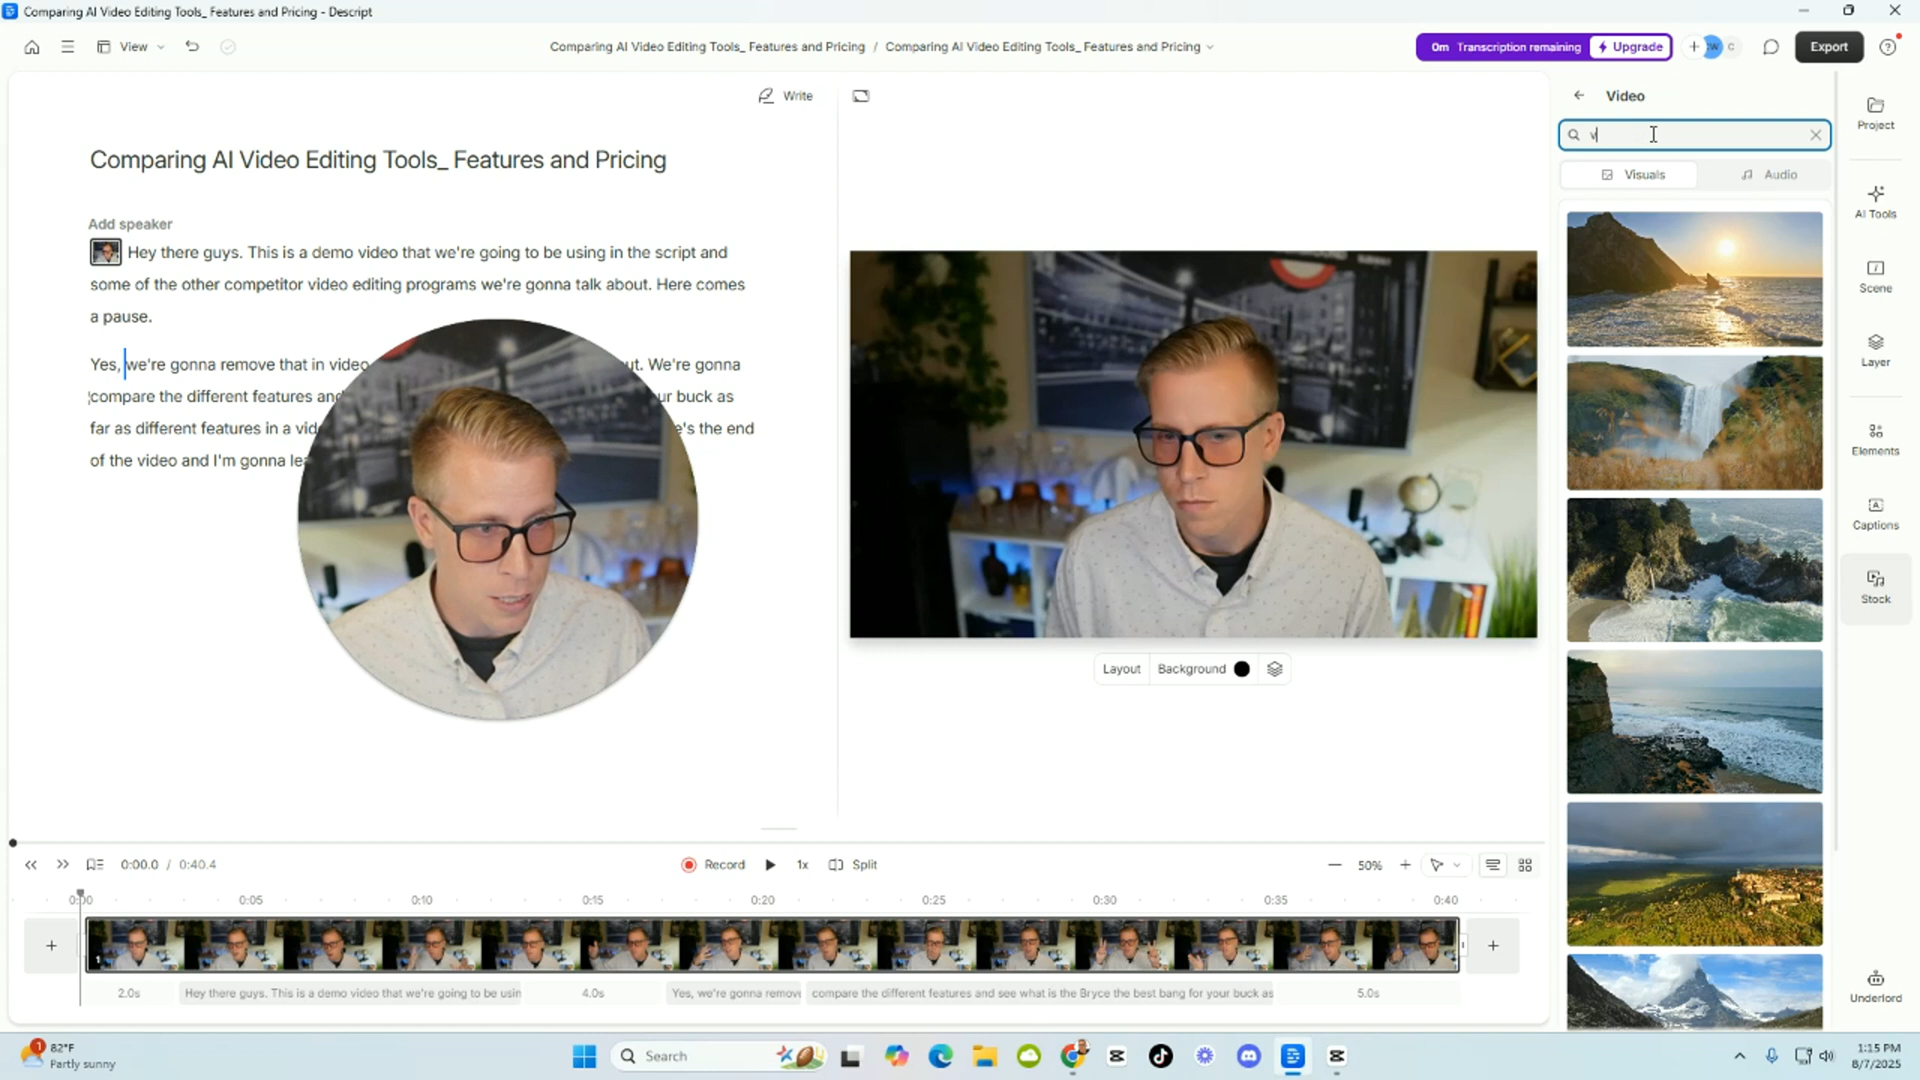 Comparing AI Video Editing Tools_ Features and Pricing - Descript
View
Comparing AI Video Editing Tools_ Features and Pricing / Comparing AI Video Editing Tools_ Features and Pricing
0m Transcription remaining
Upgrade
CW
C
Export
Write
Video
v
Visuals
Audio
Project
AI Tools
Scene
Layer
Elements
Captions
Stock
Underlord
Comparing AI Video Editing Tools_ Features and Pricing
Add speaker
Hey there guys. This is a demo video that we're going to be using in the script and
some of the other competitor video editing programs we're gonna talk about. Here comes
a pause.
Yes, we're gonna remove that in video ut. We're gonna
compare the different features and ur buck as
far as different features in a vid e's the end
of the video and I'm gonna lea
Layout
Background
0:00.0 / 0:40.4
Record
1x
Split
50%
0:00 0:05 0:10 0:15 0:20 0:25 0:30 0:35 0:40
1
2.0s
Hey there guys. This is a demo video that we're going to be usin
4.0s
Yes, we're gonna remov
compare the different features and see what is the Bryce the best bang for your buck as
5.0s
1
82°F
Partly sunny
Search
1:15 PM
8/7/2025